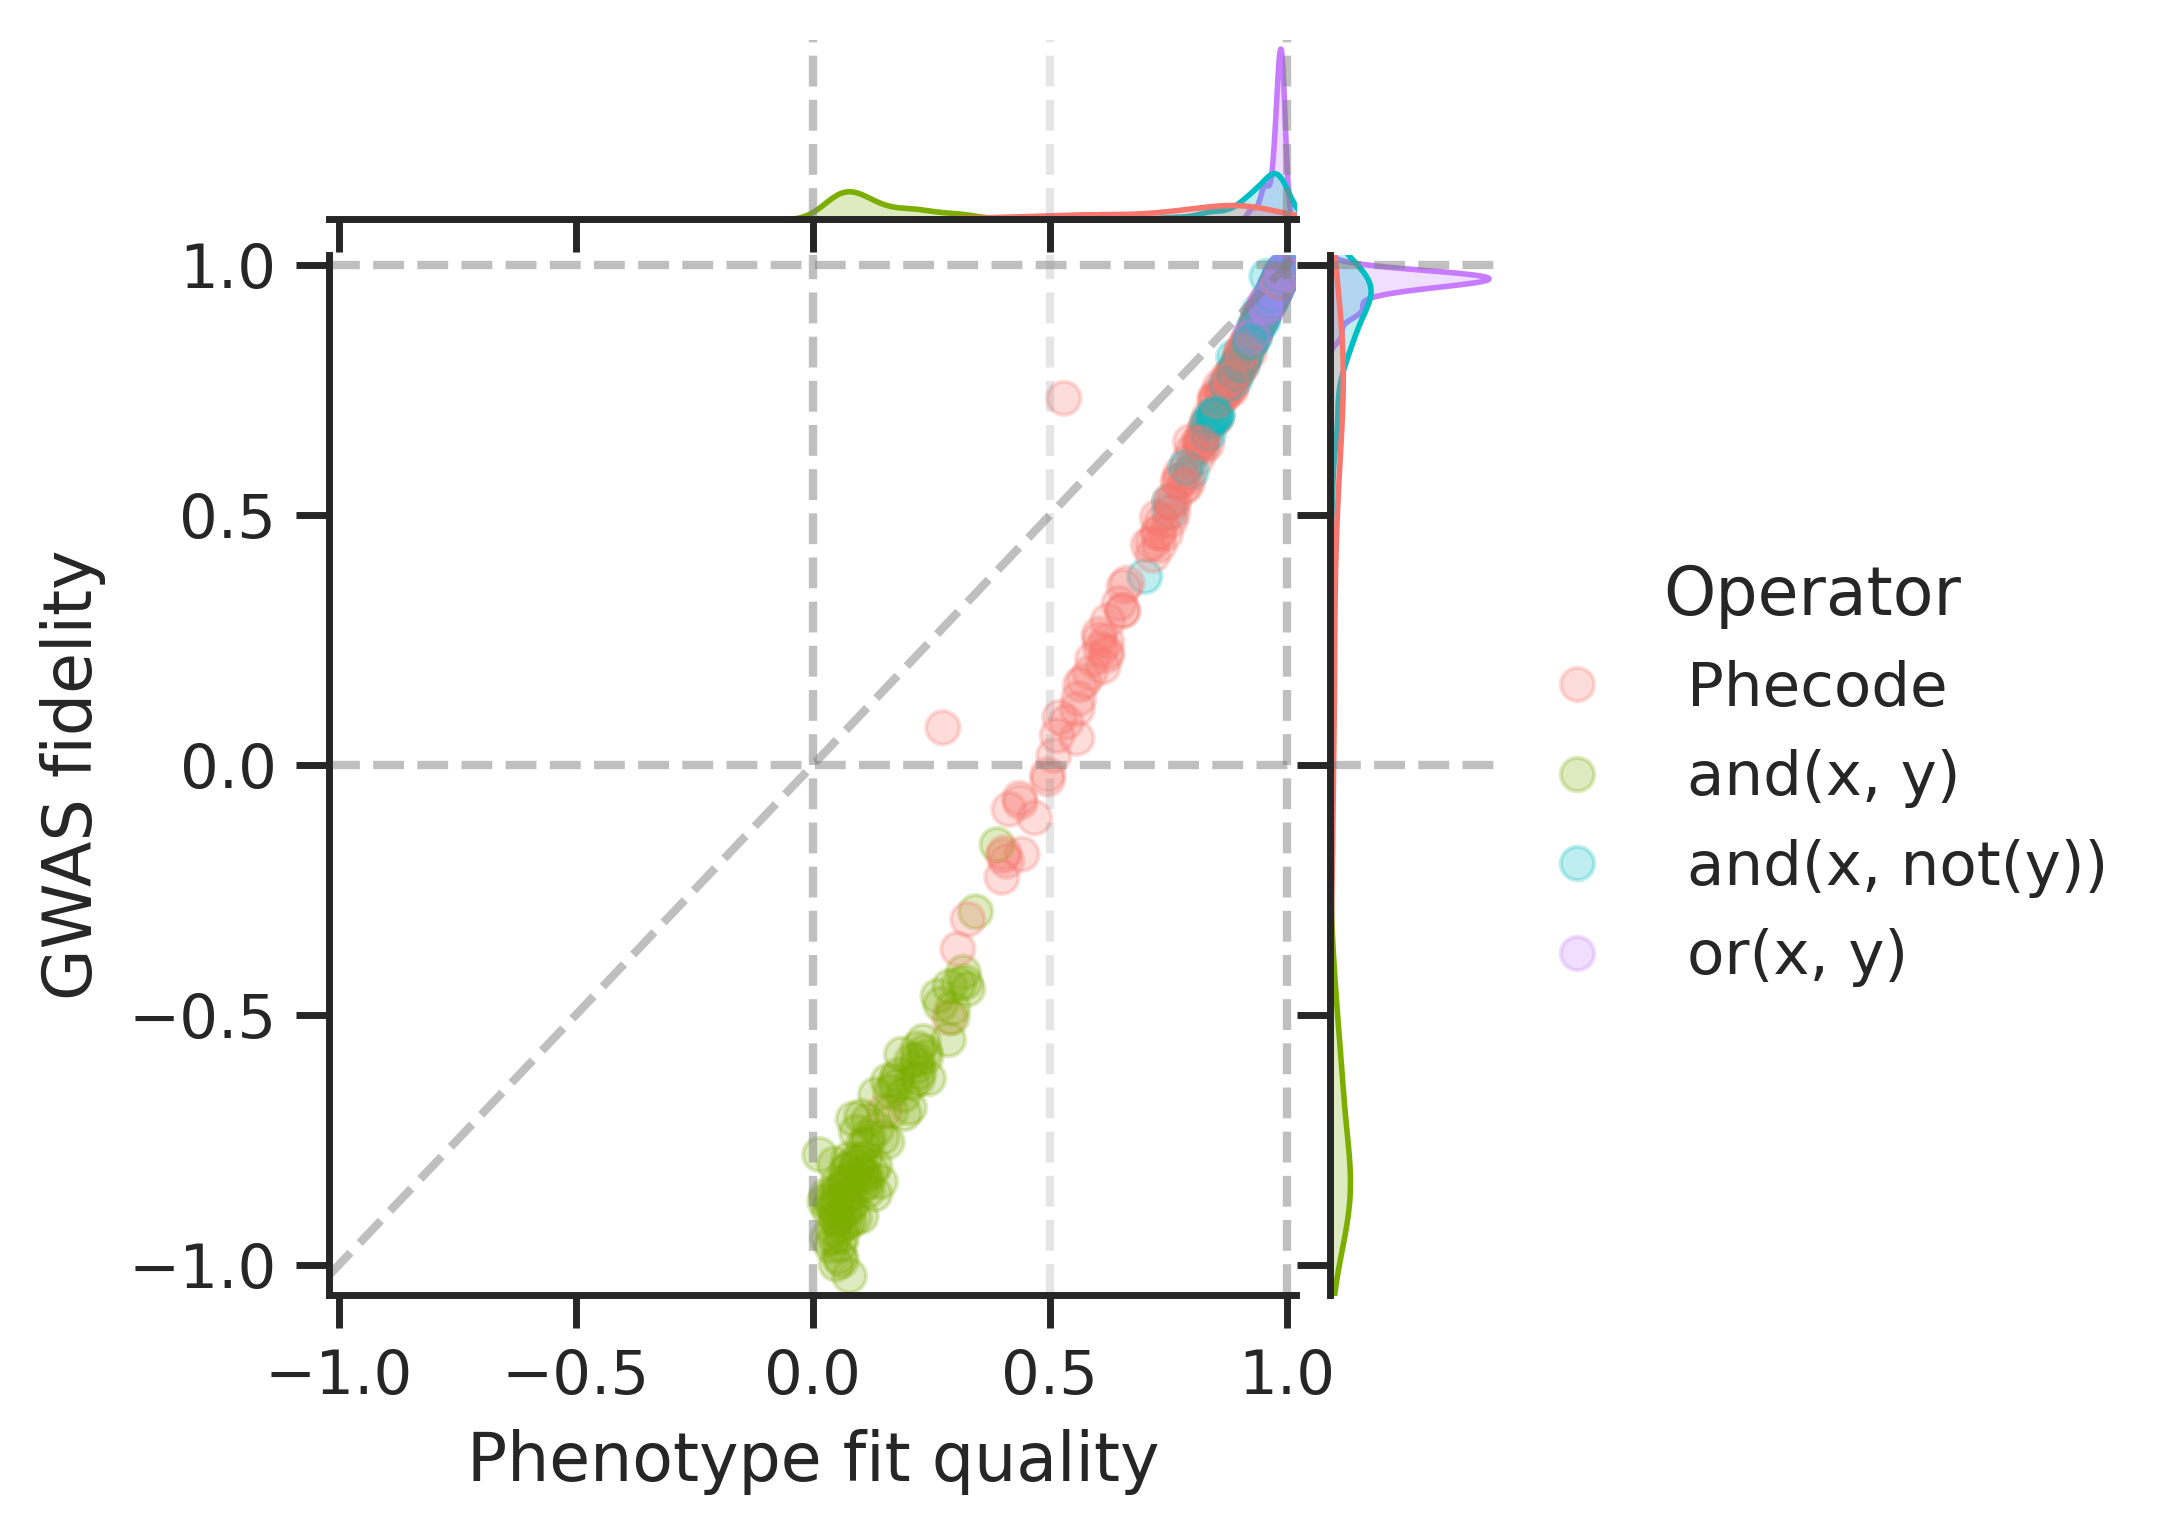 1.0
0.5
0.0
−0.5
−1.0
GWAS fidelity
−1.0 −0.5 0.0 0.5 1.0
Phenotype fit quality
Operator
Phecode
and(x, y)
and(x, not(y))
or(x, y)